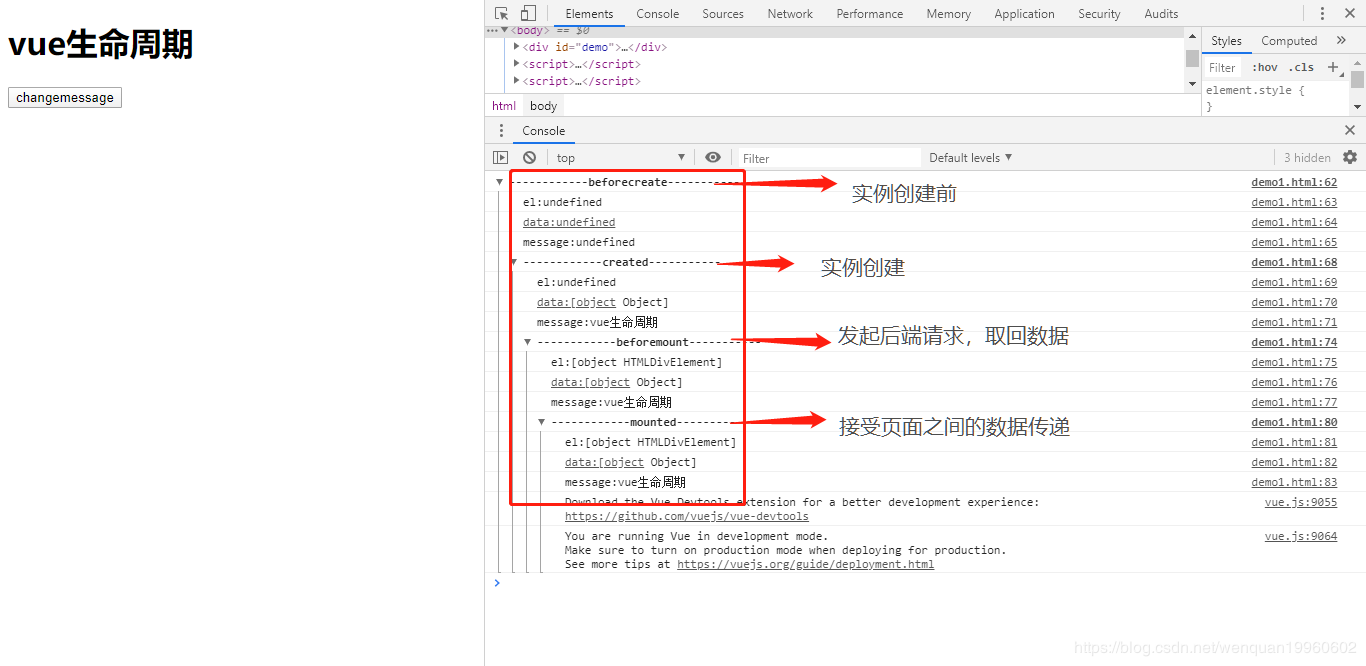 vue生命周期
changemessage
Elements Console Sources Network Performance Memory Application Security Audits
<body> == $0
<div id="demo">…</div>
<script>…</script>
<script>…</script>
html body
Styles Computed »
Filter :hov .cls +
element.style {
}
Console
top Filter Default levels 3 hidden
------------beforecreate----------- 实例创建前 demo1.html:62
el:undefined demo1.html:63
data:undefined demo1.html:64
message:undefined demo1.html:65
------------created----------- 实例创建 demo1.html:68
el:undefined demo1.html:69
data:[object Object] demo1.html:70
message:vue生命周期 demo1.html:71
------------beforemount----------- 发起后端请求，取回数据 demo1.html:74
el:[object HTMLDivElement] demo1.html:75
data:[object Object] demo1.html:76
message:vue生命周期 demo1.html:77
------------mounted--------- 接受页面之间的数据传递 demo1.html:80
el:[object HTMLDivElement] demo1.html:81
data:[object Object] demo1.html:82
message:vue生命周期 demo1.html:83
Download the Vue Devtools extension for a better development experience: vue.js:9055
https://github.com/vuejs/vue-devtools
You are running Vue in development mode. vue.js:9064
Make sure to turn on production mode when deploying for production.
See more tips at https://vuejs.org/guide/deployment.html
https://blog.csdn.net/wenquan19960602